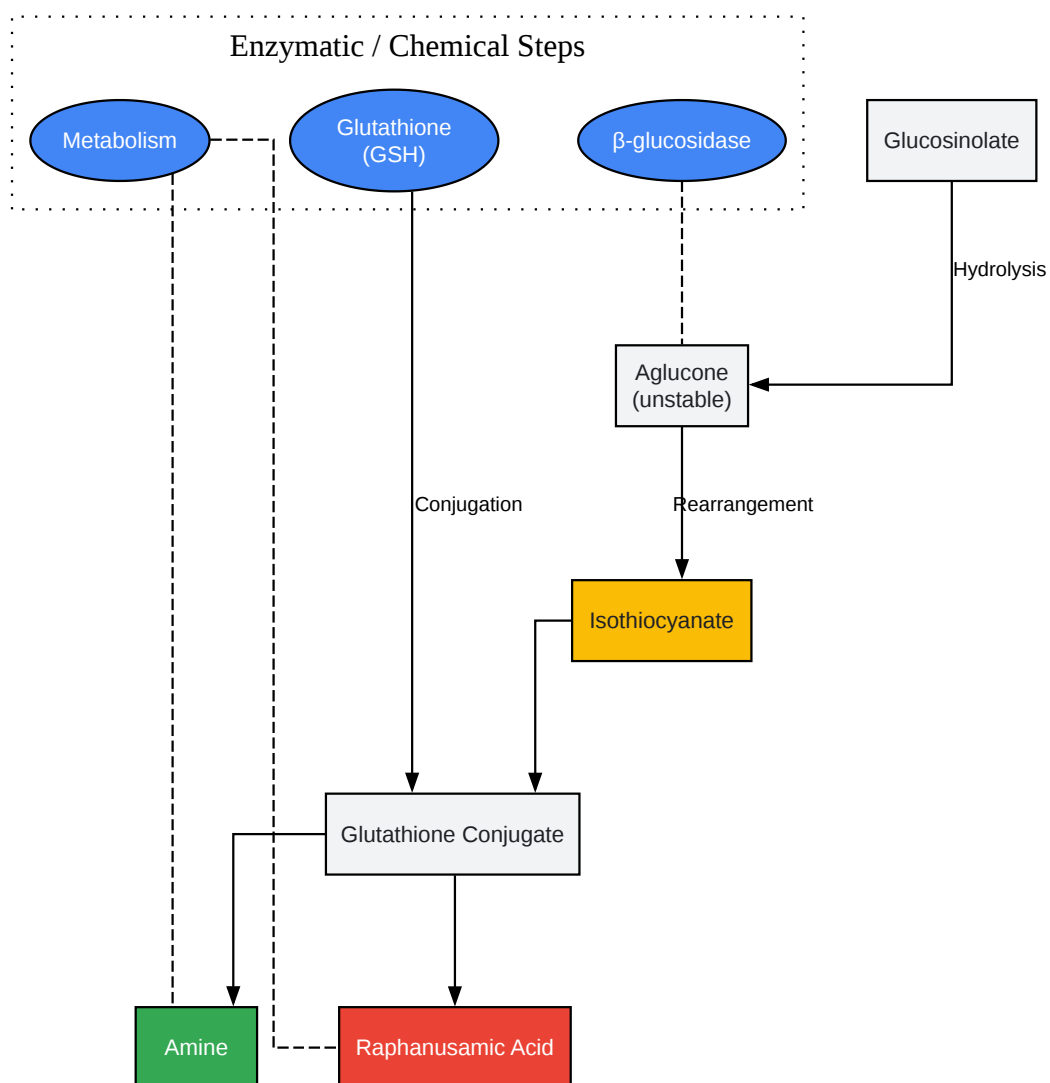 Enzymatic / Chemical Steps
Metabolism
Glutathione
(GSH)
β-glucosidase
Glucosinolate
Hydrolysis
Aglucone
(unstable)
Conjugation
Rearrangement
Isothiocyanate
Glutathione Conjugate
Amine
Raphanusamic Acid